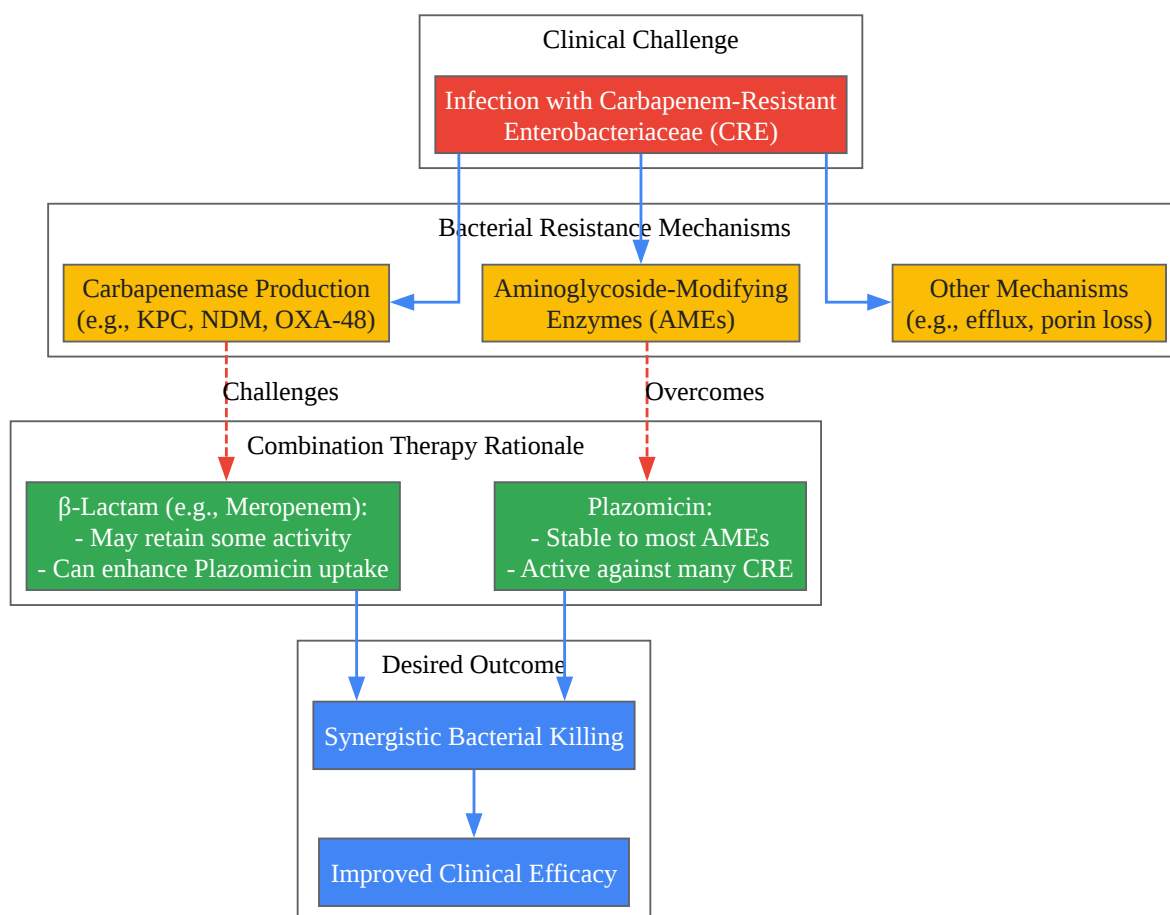 Clinical Challenge
Infection with Carbapenem-Resistant
Enterobacteriaceae (CRE)
Bacterial Resistance Mechanisms
Carbapenemase Production
(e.g., KPC, NDM, OXA-48)
Aminoglycoside-Modifying
Enzymes (AMEs)
Other Mechanisms
(e.g., efflux, porin loss)
Challenges
Overcomes
Combination Therapy Rationale
β-Lactam (e.g., Meropenem):
- May retain some activity
- Can enhance Plazomicin uptake
Plazomicin:
- Stable to most AMEs
- Active against many CRE
Desired Outcome
Synergistic Bacterial Killing
Improved Clinical Efficacy